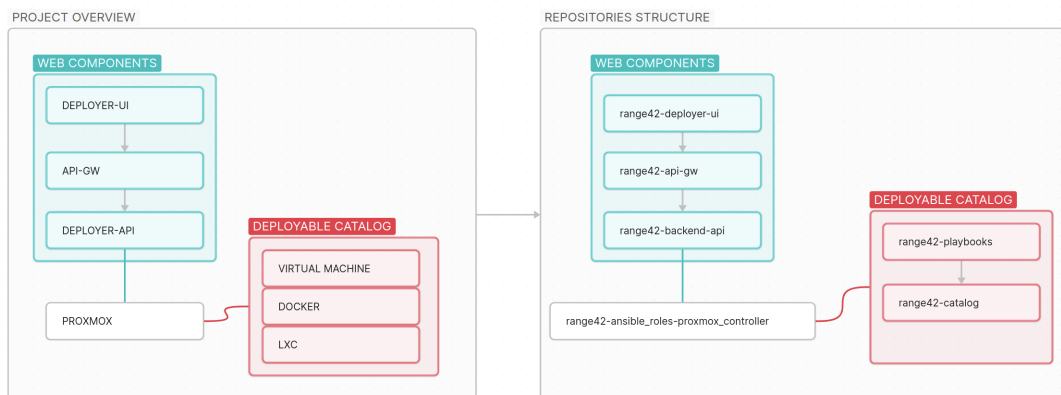 PROJECT OVERVIEW
WEB COMPONENTS
DEPLOYER-UI
API-GW
DEPLOYER-API
DEPLOYABLE CATALOG
VIRTUAL MACHINE
DOCKER
LXC
PROXMOX
REPOSITORIES STRUCTURE
WEB COMPONENTS
range42-deployer-ui
range42-api-gw
range42-backend-api
DEPLOYABLE CATALOG
range42-playbooks
range42-catalog
range42-ansible_roles-proxmox_controller